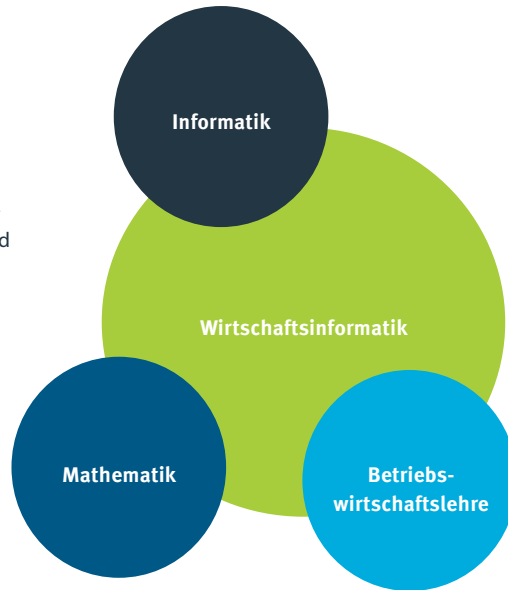 Informatik
d
Wirtschaftsinformatik
Mathematik
Betriebs-
wirtschaftslehre